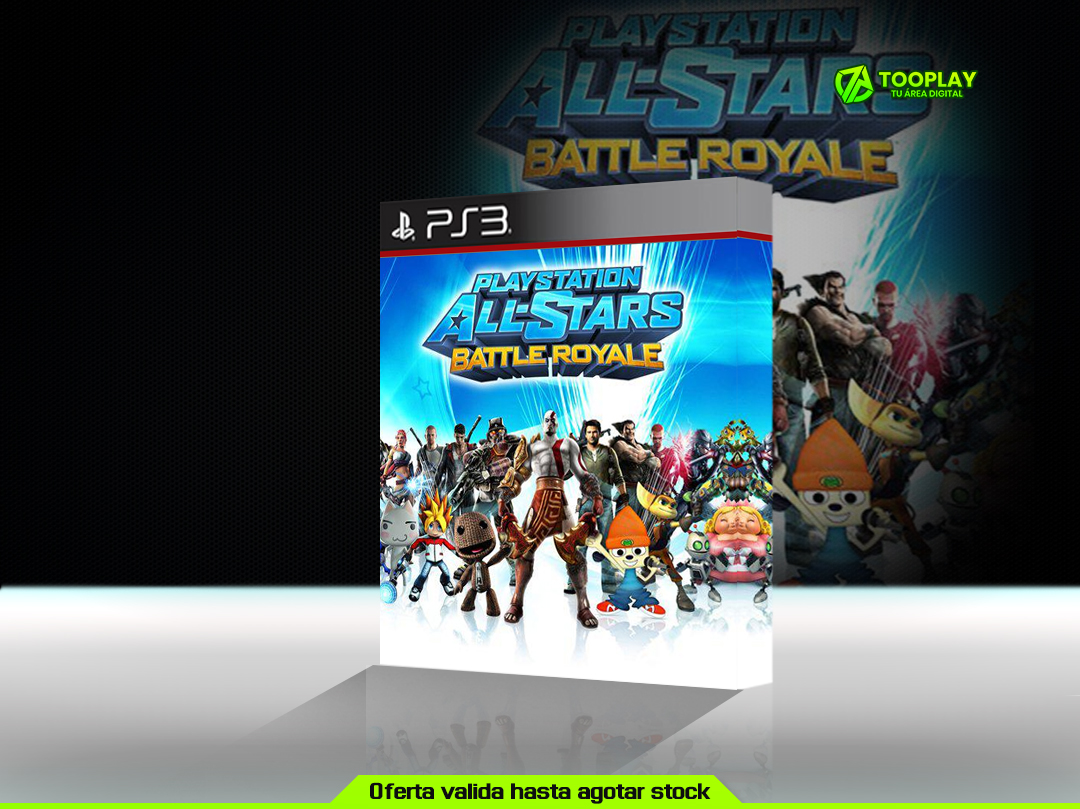 PLAYSTATION
ALL-STARS
BATTLE ROYALE
TOOPLAY
TU ÁREA DIGITAL
PS3
PLAYSTATION
ALL-STARS
BATTLE ROYALE
Oferta valida hasta agotar stock